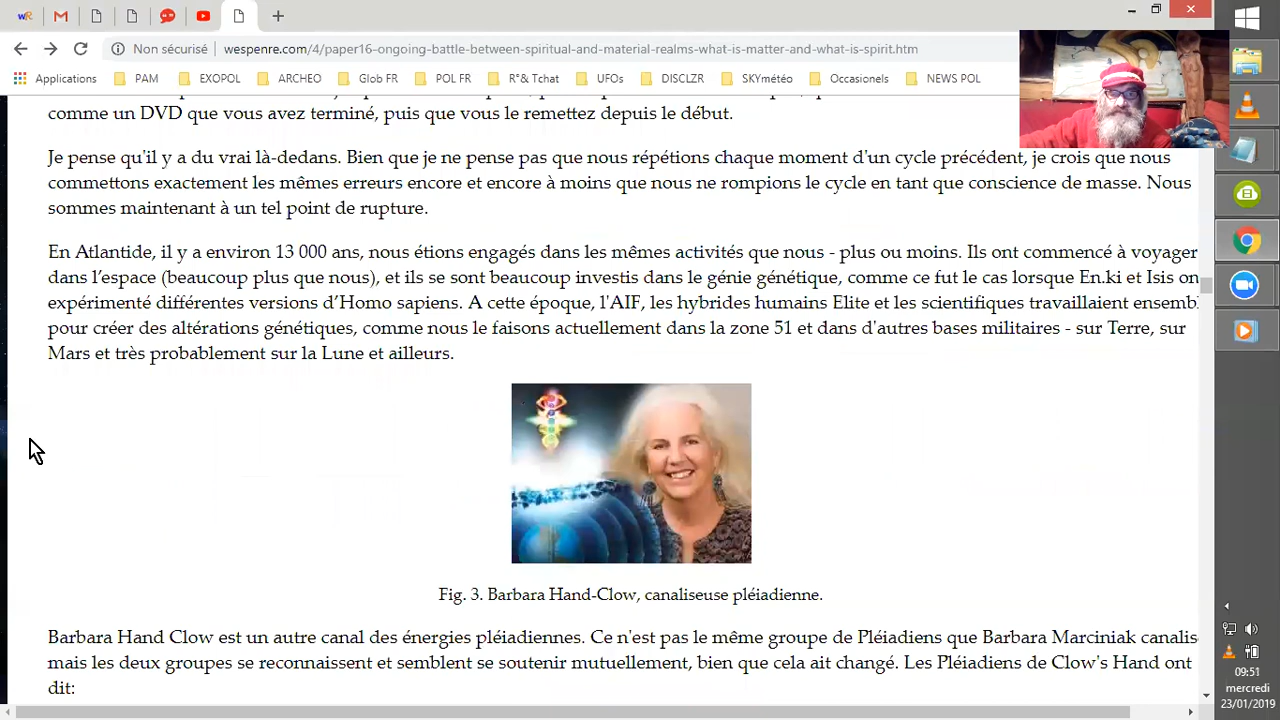 Non sécurisé
wespenre.com/4/paper16-ongoing-battle-between-spiritual-and-material-realms-what-is-matter-and-what-is-spirit.htm
Applications PAM EXOPOL ARCHEO Glob FR POL FR R''& Tchat UFOs DISCLZR SKYmétéo Occasionels NEWS POL
comme un DVD que vous avez terminé, puis que vous le remettez depuis le début.
Je pense qu'il y a du vrai là-dedans. Bien que je ne pense pas que nous répétions chaque moment d'un cycle précédent, je crois que nous
commettons exactement les mêmes erreurs encore et encore à moins que nous ne rompions le cycle en tant que conscience de masse. Nous
sommes maintenant à un tel point de rupture.
En Atlantide, il y a environ 13 000 ans, nous étions engagés dans les mêmes activités que nous - plus ou moins. Ils ont commencé à voyager
dans l'espace (beaucoup plus que nous), et ils se sont beaucoup investis dans le génie génétique, comme ce fut le cas lorsque En.ki et Isis on
expérimenté différentes versions d'Homo sapiens. A cette époque, l'AIF, les hybrides humains Elite et les scientifiques travaillaient ensembl
pour créer des altérations génétiques, comme nous le faisons actuellement dans la zone 51 et dans d'autres bases militaires - sur Terre, sur
Mars et très probablement sur la Lune et ailleurs.
Fig. 3. Barbara Hand-Clow, canaliseuse pléiadienne.
Barbara Hand Clow est un autre canal des énergies pléiadiennes. Ce n'est pas le même groupe de Pléiadiens que Barbara Marciniak canalis
mais les deux groupes se reconnaissent et semblent se soutenir mutuellement, bien que cela ait changé. Les Pléiadiens de Clow's Hand ont
dit:
09:51
mercredi
23/01/2019